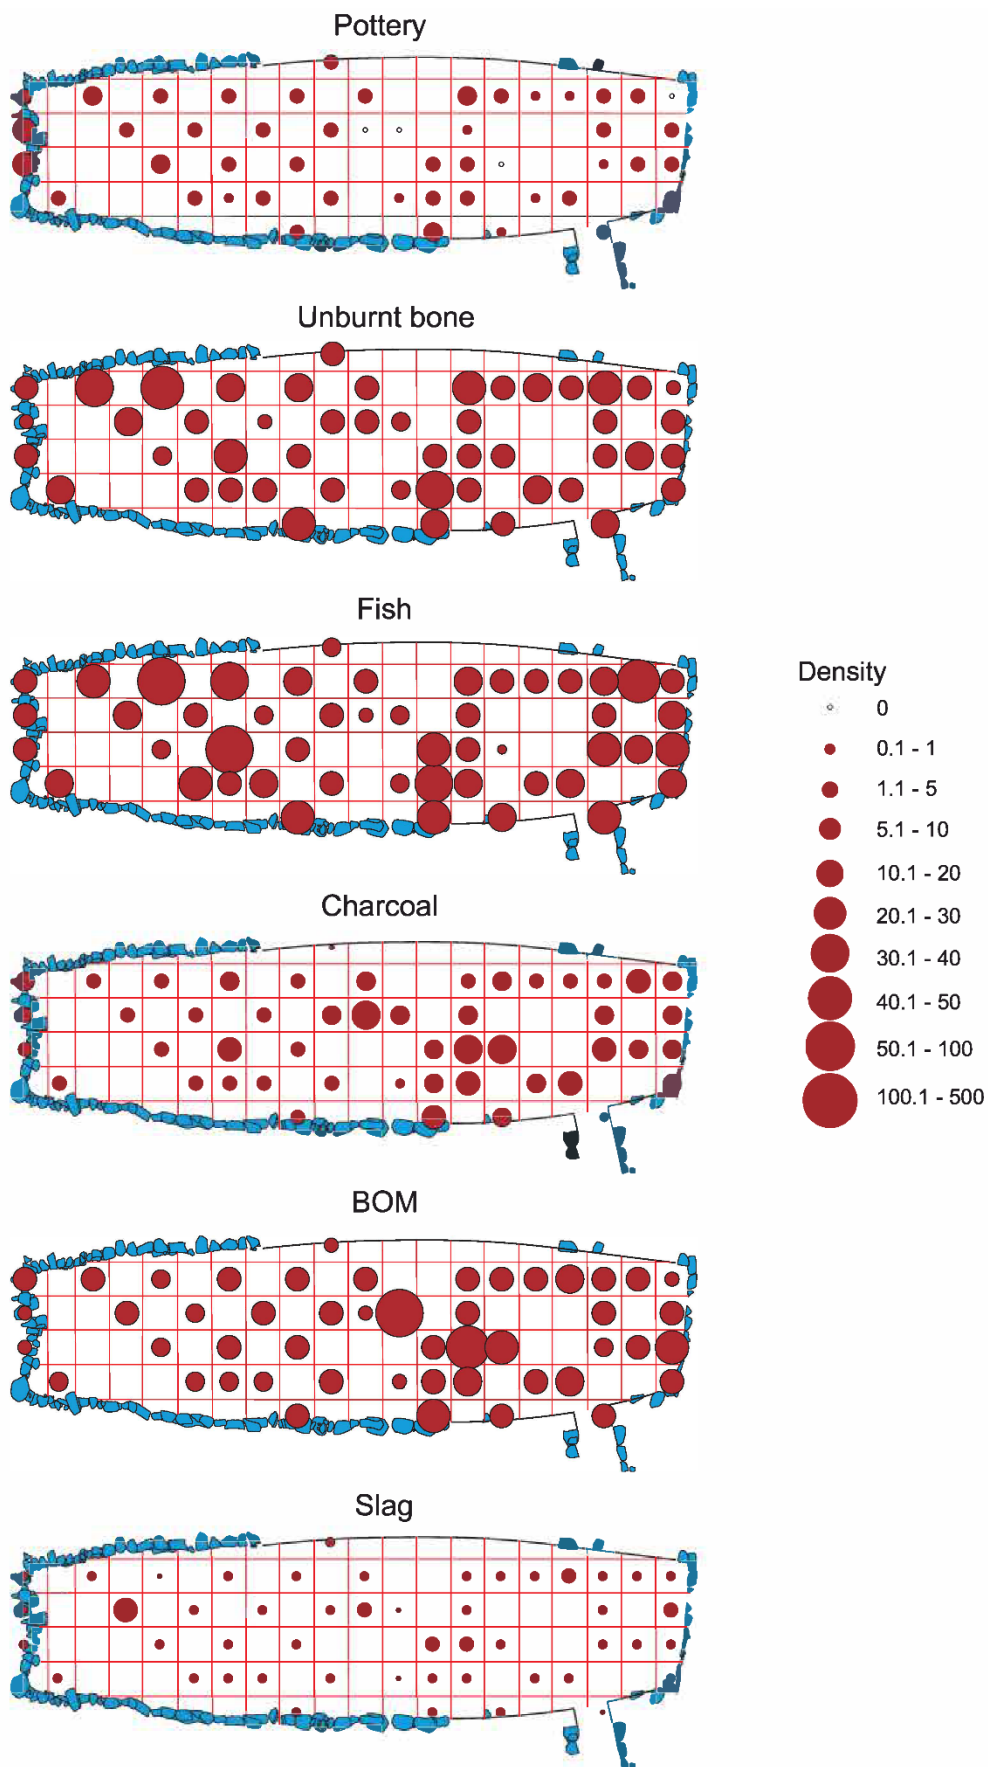 Pottery
Unburnt bone
Fish
Density
0
0.1 - 1
1.1 - 5
5.1 - 10
10.1 - 20
20.1 - 30
30.1 - 40
40.1 - 50
50.1 - 100
100.1 - 500
Charcoal
BOM
Slag